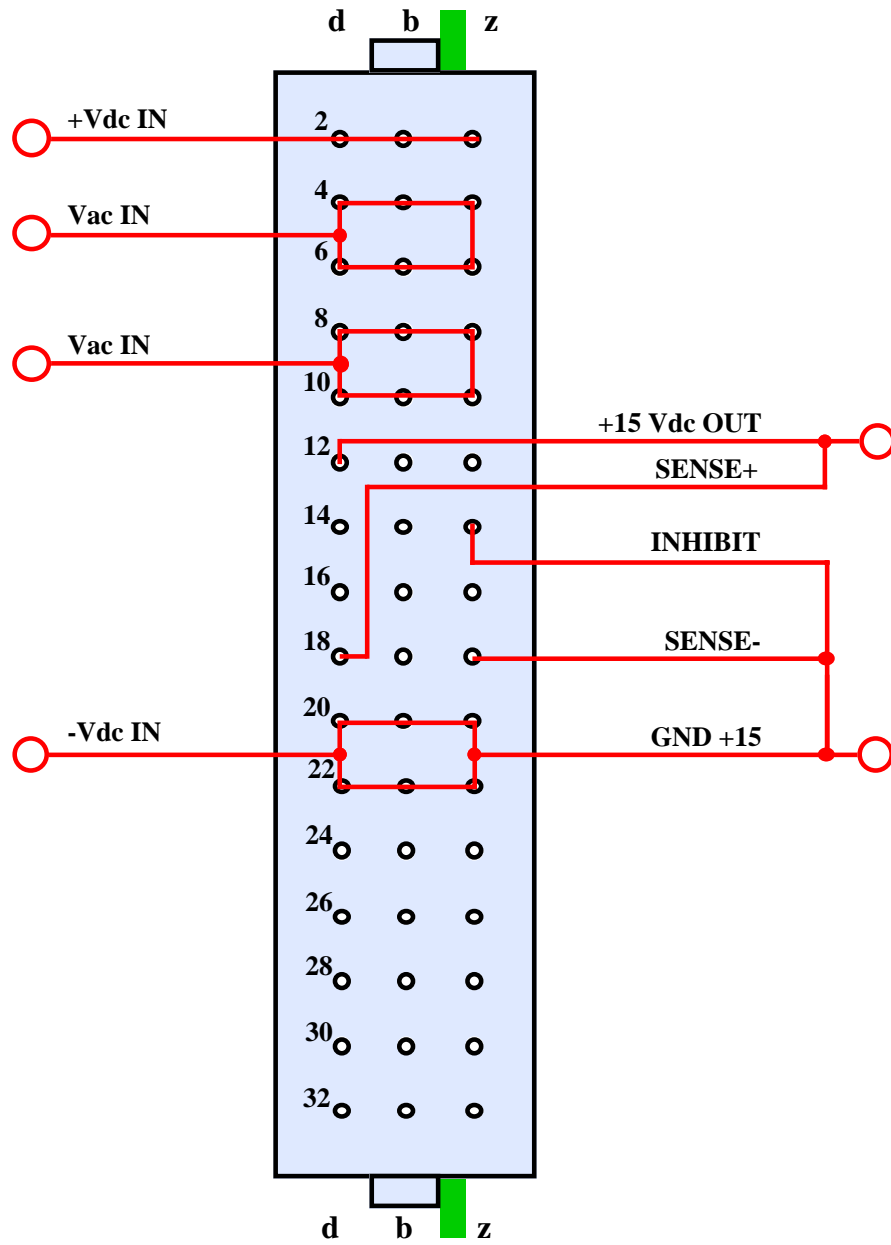 d b z
2
+Vdc IN
4
Vac IN
6
8
Vac IN
10
+15 Vdc OUT
12
SENSE+
14
INHIBIT
16
18
SENSE-
20
-Vdc IN
GND +15
22
24
26
28
30
32
d b z